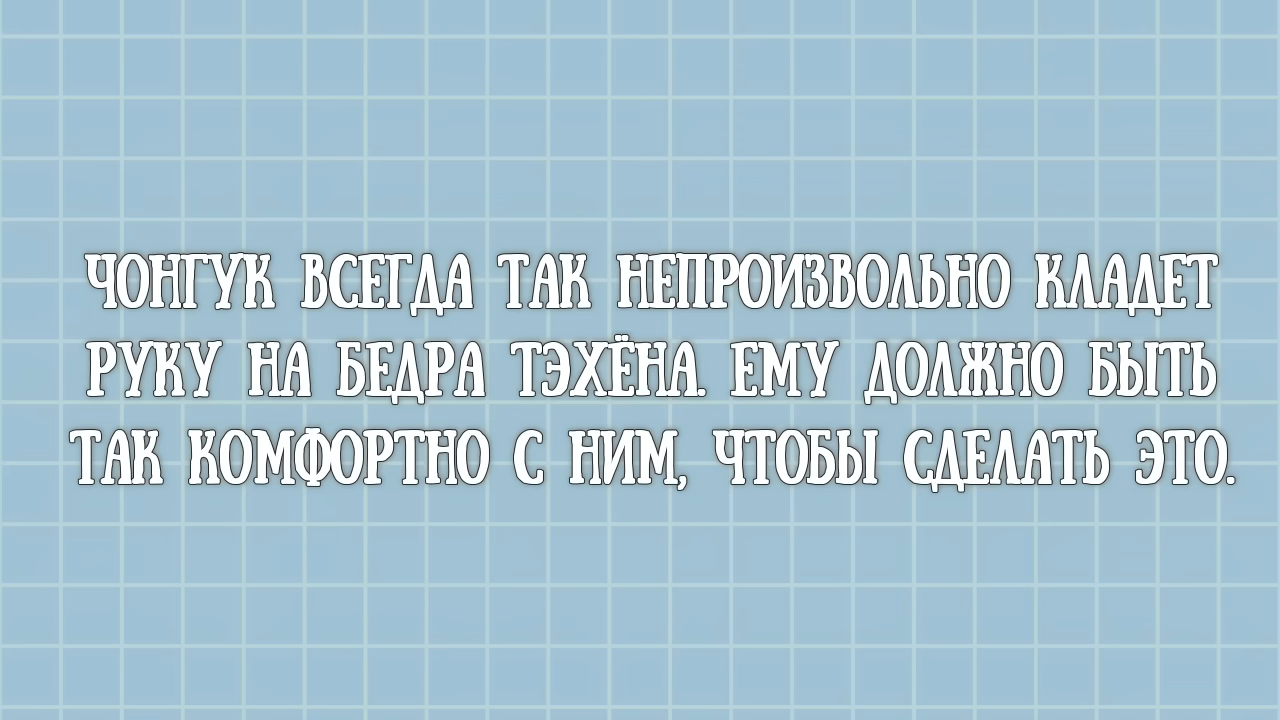 ЧОНГУК ВСЕГДА ТАК НЕПРОИЗВОЛЬНО КЛАДЕТ
РУКУ НА БЕДРА ТЭХЁНА. ЕМУ ДОЛЖНО БЫТЬ
ТАК КОМФОРТНО С НИМ, ЧТОБЫ СДЕЛАТЬ ЭТО.